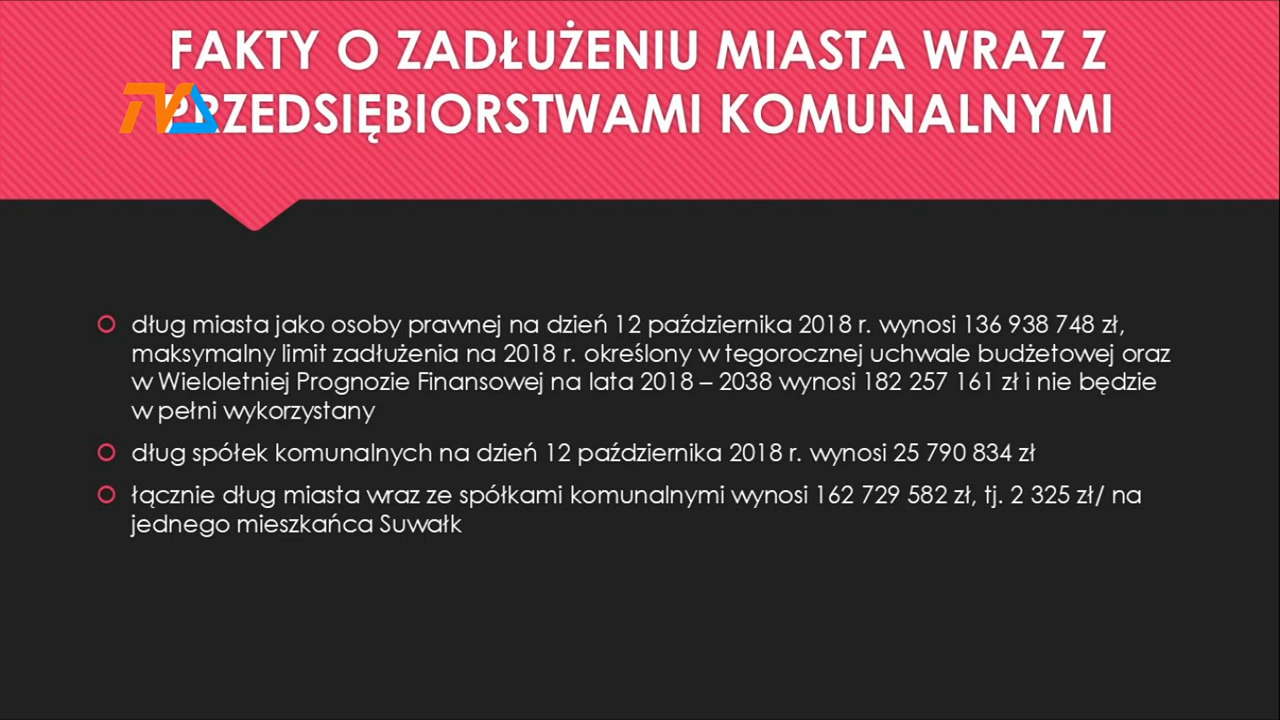 FAKTY O ZADŁUŻENIU MIASTA WRAZ Z
PRZEDSIĘBIORSTWAMI KOMUNALNYMI
TVA
dług miasta jako osoby prawnej na dzień 12 października 2018 r. wynosi 136 938 748 zł,
maksymalny limit zadłużenia na 2018 r. określony w tegorocznej uchwale budżetowej oraz
w Wieloletniej Prognozie Finansowej na lata 2018 – 2038 wynosi 182 257 161 zł i nie będzie
w pełni wykorzystany
dług spółek komunalnych na dzień 12 października 2018 r. wynosi 25 790 834 zł
łącznie dług miasta wraz ze spółkami komunalnymi wynosi 162 729 582 zł, tj. 2 325 zł/ na
jednego mieszkańca Suwałk